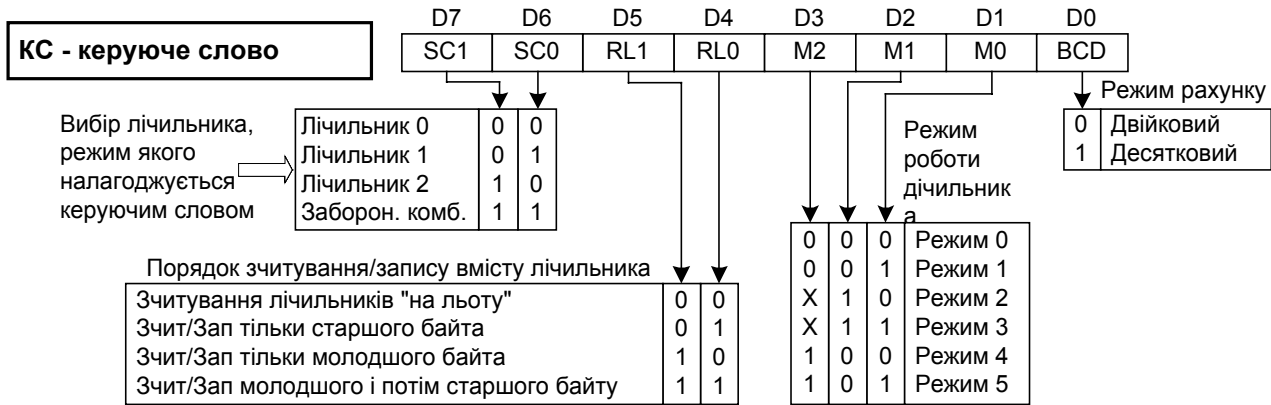 КС - керуюче слово
D7 D6 D5 D4 D3 D2 D1 D0
SC1 SC0 RL1 RL0 M2 M1 M0 BCD
Режим рахунку
0 Двійковий
1 Десятковий
Вибір лічильника,
режим якого
налагоджується
керуючим словом
Лічильник 0 0 0
Лічильник 1 0 1
Лічильник 2 1 0
Заборон. комб. 1 1
Режим
роботи
дічильник
а
0 0 0 Режим 0
0 0 1 Режим 1
X 1 0 Режим 2
X 1 1 Режим 3
1 0 0 Режим 4
1 0 1 Режим 5
Порядок зчитування/запису вмісту лічильника
Зчитування лічильників "на льоту" 0 0
Зчит/Зап тільки старшого байта 0 1
Зчит/Зап тільки молодшого байта 1 0
Зчит/Зап молодшого і потім старшого байту 1 1